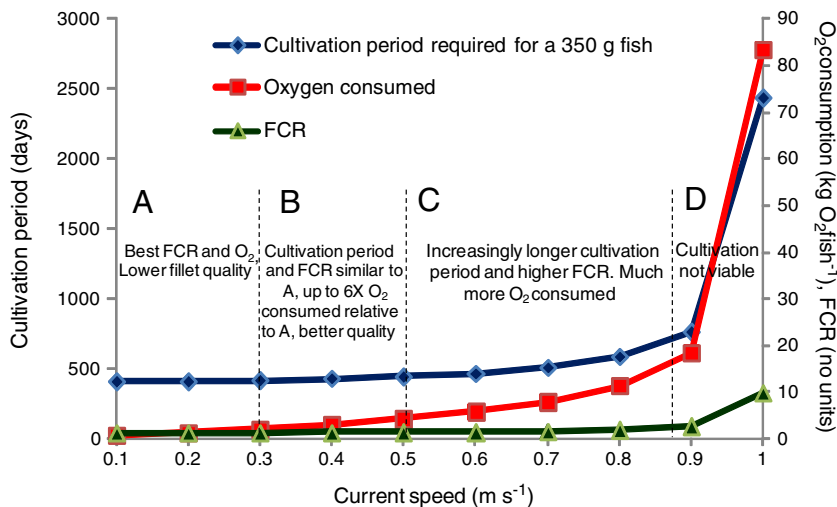 3000
2500
2000
1500
1000
500
0
Cultivation period (days)
Cultivation period required for a 350 g fish
Oxygen consumed
FCR
A
Best FCR and O2,
Lower fillet quality
B
Cultivation period
and FCR similar to
A, up to 6X O2
consumed relative
to A, better quality
C
Increasingly longer cultivation
period and higher FCR. Much
more O2 consumed
D
Cultivation
not viable
90
80
70
60
50
40
30
20
10
0
O2consumption (kg O2fish-1), FCR (no units)
0.1 0.2 0.3 0.4 0.5 0.6 0.7 0.8 0.9 1
Current speed (m s-1)